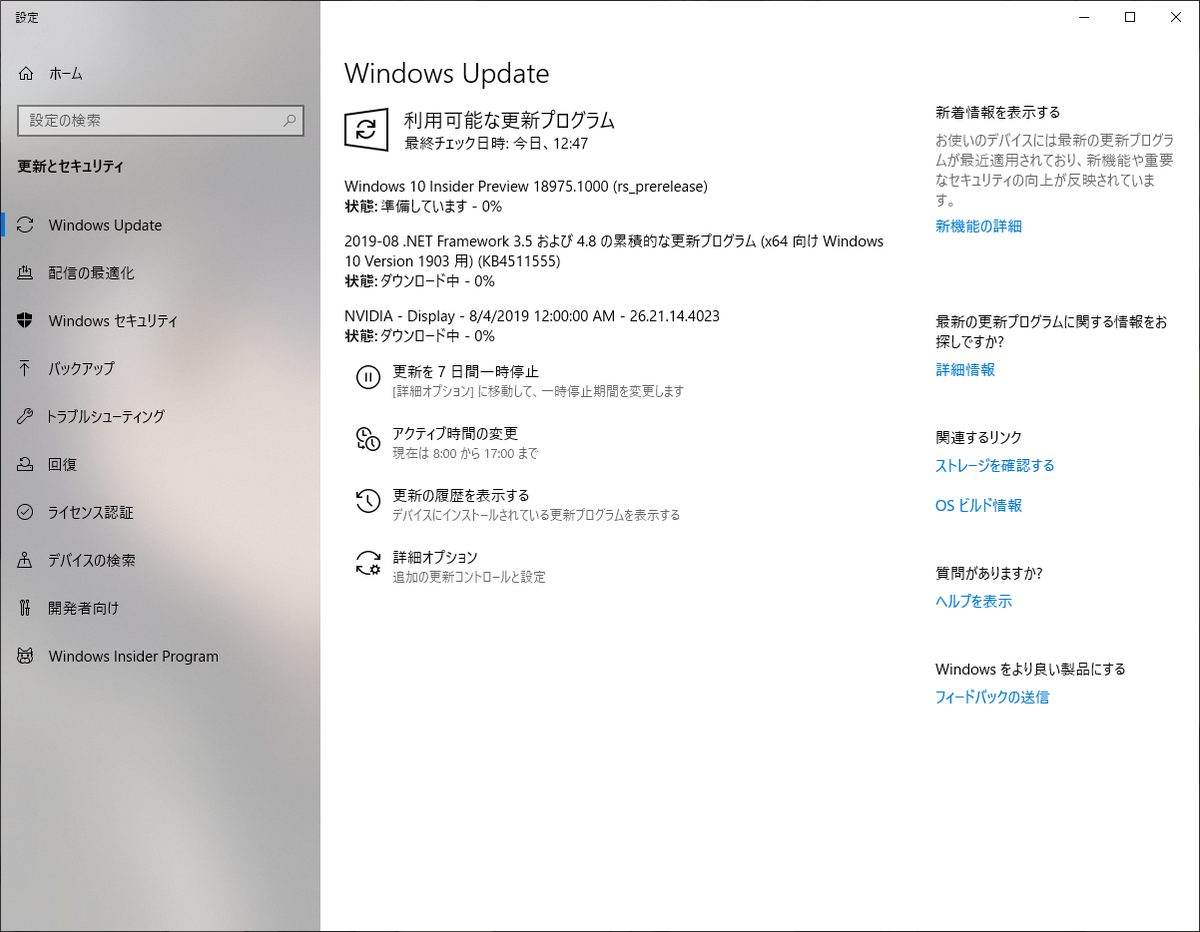 設定
ホーム
設定の検索
更新とセキュリティ
Windows Update
配信の最適化
Windows セキュリティ
バックアップ
トラブルシューティング
回復
ライセンス認証
デバイスの検索
開発者向け
Windows Insider Program
Windows Update
利用可能な更新プログラム
最終チェック日時: 今日、12:47
Windows 10 Insider Preview 18975.1000 (rs_prerelease)
状態: 準備しています - 0%
2019-08 .NET Framework 3.5 および 4.8 の累積的な更新プログラム (x64 向け Windows
10 Version 1903 用) (KB4511555)
状態: ダウンロード中 - 0%
NVIDIA - Display - 8/4/2019 12:00:00 AM - 26.21.14.4023
状態: ダウンロード中 - 0%
更新を 7 日間一時停止
[詳細オプション] に移動して、一時停止期間を変更します
アクティブ時間の変更
現在は 8:00 から 17:00 まで
更新の履歴を表示する
デバイスにインストールされている更新プログラムを表示する
詳細オプション
追加の更新コントロールと設定
新着情報を表示する
お使いのデバイスには最新の更新プログラ
ムが最近適用されており、新機能や重要
なセキュリティの向上が反映されていま
す。
新機能の詳細
最新の更新プログラムに関する情報をお
探しですか?
詳細情報
関連するリンク
ストレージを確認する
OS ビルド情報
質問がありますか?
ヘルプを表示
Windows をより良い製品にする
フィードバックの送信